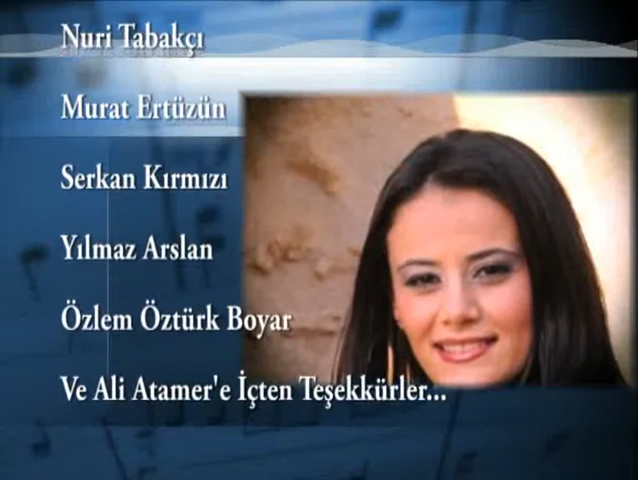 Nuri Tabakçı
Murat Ertüzün
Serkan Kırmızı
Yılmaz Arslan
Özlem Öztürk Boyar
Ve Ali Atamer'e İçten Teşekkürler...